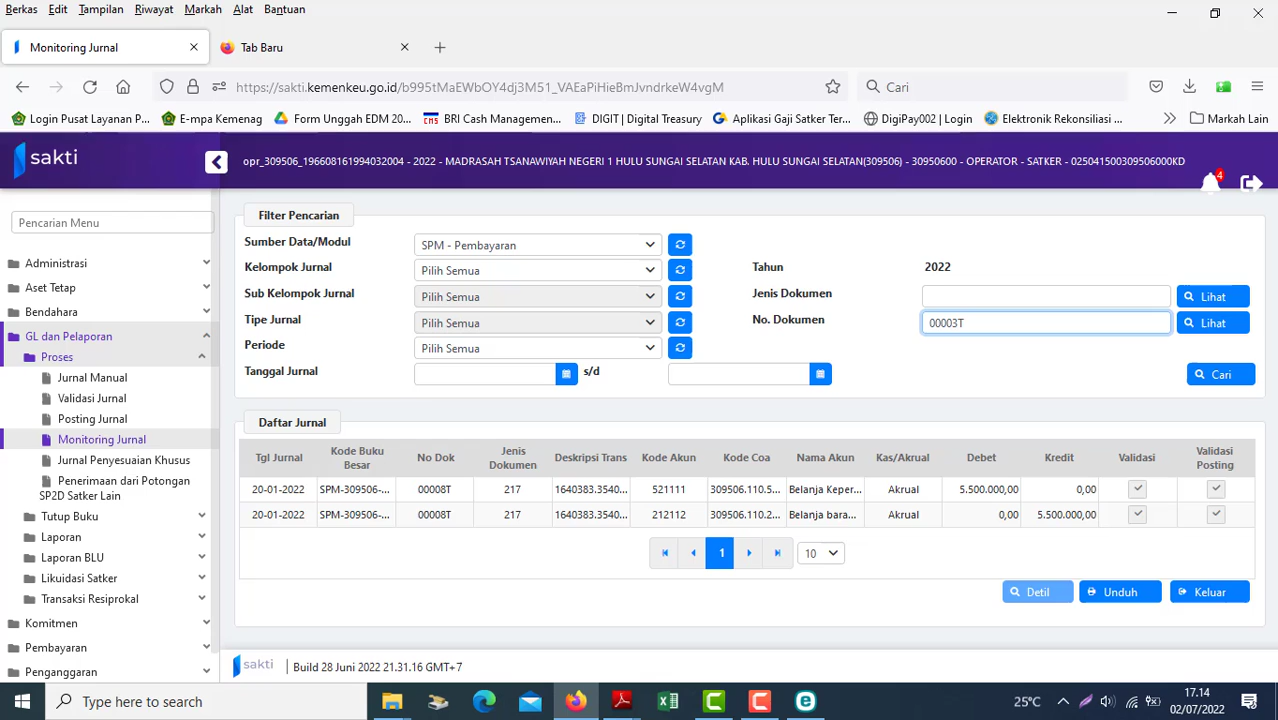 Berkas Edit Tampilan Riwayat Markah Alat Bantuan
Monitoring Jurnal
Tab Baru
https://sakti.kemenkeu.go.id/b995tMaEWbOY4dj3M51_VAEaPiHieBmJvndrkeW4vgM
Cari
Login Pusat Layanan P... E-mpa Kemenag Form Unggah EDM 20... BRI Cash Managemen... DIGIT | Digital Treasury Aplikasi Gaji Satker Ter... DigiPay002 | Login Elektronik Rekonsiliasi ... Markah Lain
sakti
opr_309506_196608161994032004 - 2022 - MADRASAH TSANAWIYAH NEGERI 1 HULU SUNGAI SELATAN KAB. HULU SUNGAI SELATAN(309506) - 30950600 - OPERATOR - SATKER - 025041500309506000KD
4
Pencarian Menu
Administrasi
Aset Tetap
Bendahara
GL dan Pelaporan
Proses
Jurnal Manual
Validasi Jurnal
Posting Jurnal
Monitoring Jurnal
Jurnal Penyesuaian Khusus
Penerimaan dari Potongan
SP2D Satker Lain
Tutup Buku
Laporan
Laporan BLU
Likuidasi Satker
Transaksi Resiprokal
Komitmen
Pembayaran
Penganggaran
Filter Pencarian
Sumber Data/Modul SPM - Pembayaran
Kelompok Jurnal Pilih Semua Tahun 2022
Sub Kelompok Jurnal Pilih Semua Jenis Dokumen Lihat
Tipe Jurnal Pilih Semua No. Dokumen 00003T Lihat
Periode Pilih Semua
Tanggal Jurnal s/d Cari
Daftar Jurnal
Tgl Jurnal Kode Buku Besar No Dok Jenis Dokumen Deskripsi Trans Kode Akun Kode Coa Nama Akun Kas/Akrual Debet Kredit Validasi Validasi Posting
20-01-2022 SPM-309506-... 00008T 217 1640383.3540... 521111 309506.110.5... Belanja Keper... Akrual 5.500.000,00 0,00
20-01-2022 SPM-309506-... 00008T 217 1640383.3540... 212112 309506.110.2... Belanja bara... Akrual 0,00 5.500.000,00
1 10
Detil Unduh Keluar
sakti Build 28 Juni 2022 21.31.16 GMT+7
Type here to search
25°C
17.14
02/07/2022